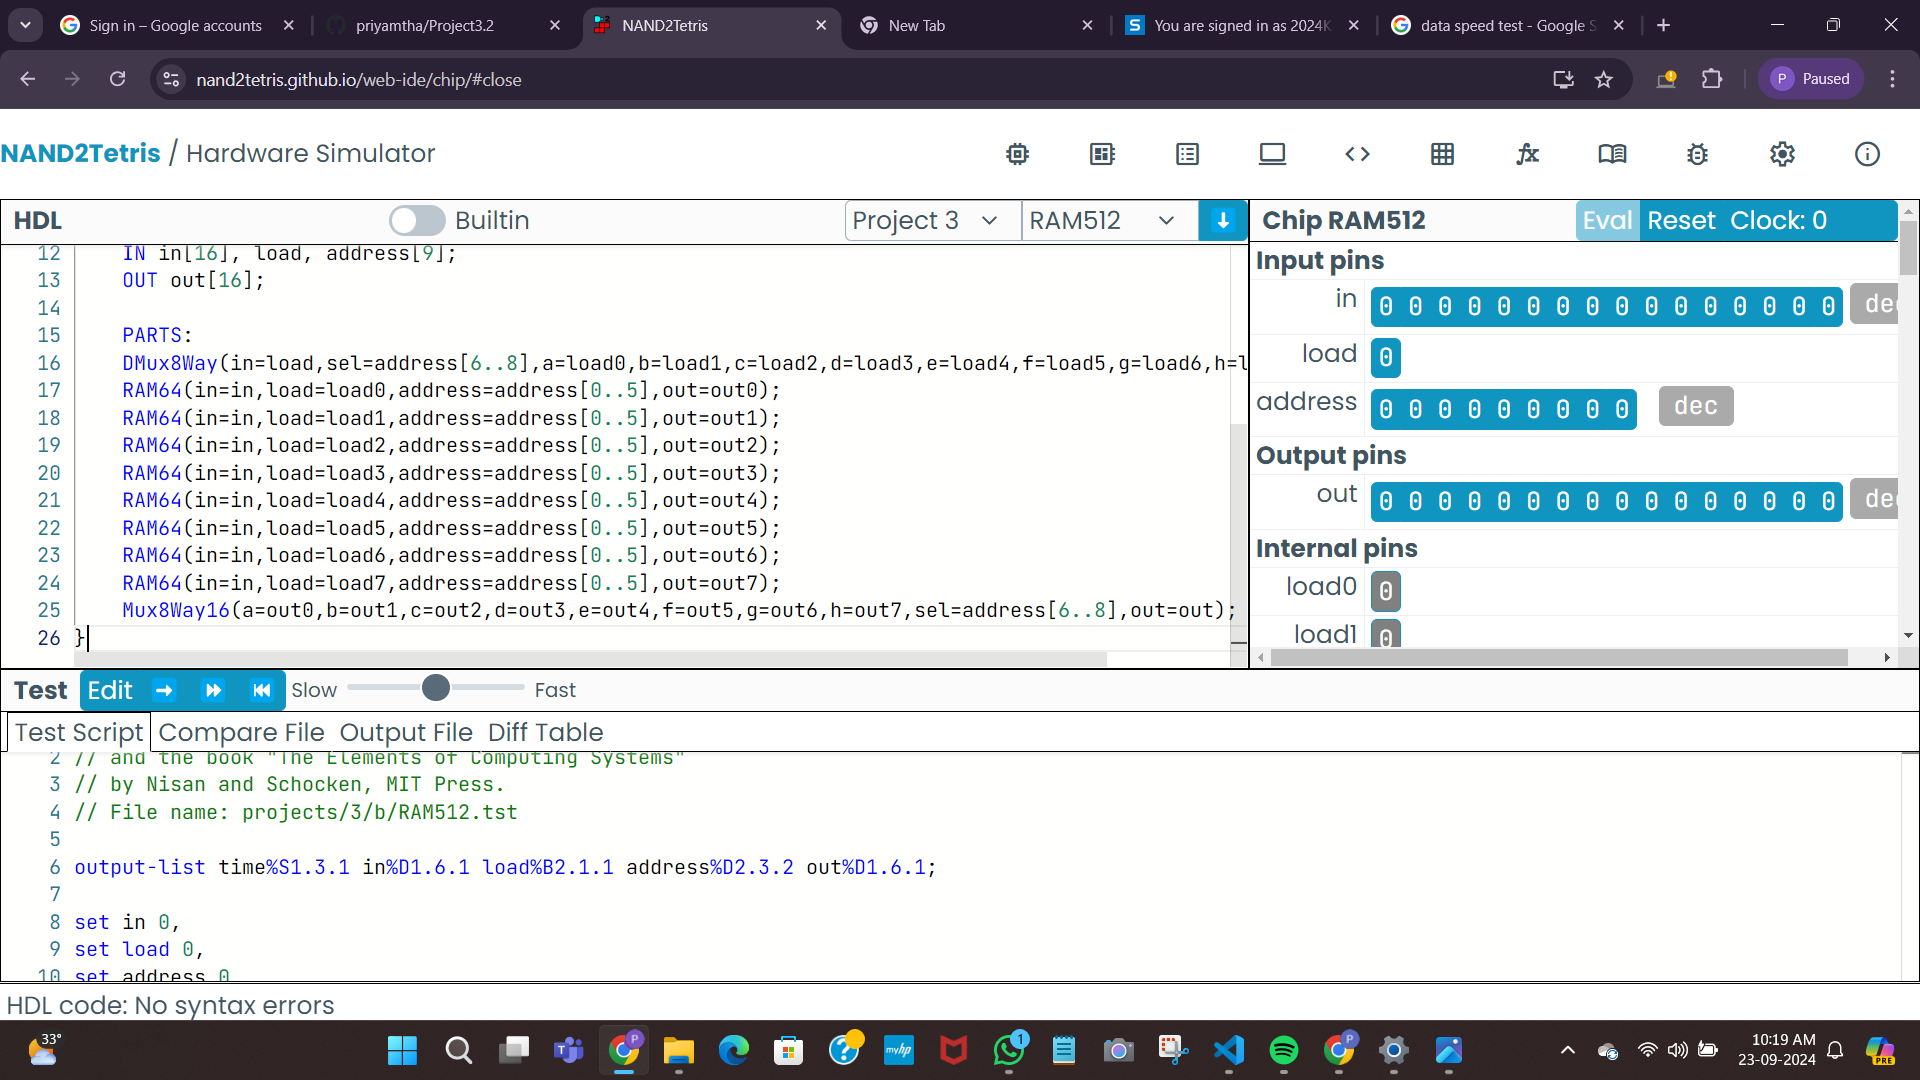 Sign in – Google accounts
priyamtha/Project3.2
NAND2Tetris
New Tab
You are signed in as 2024
data speed test - Google S
nand2tetris.github.io/web-ide/chip/#close
P Paused
NAND2Tetris / Hardware Simulator
HDL
Builtin
Project 3
RAM512
Chip RAM512
Eval Reset Clock: 0
12 IN in[16], load, address[9];
13 OUT out[16];
14
15 PARTS:
16 DMux8Way(in=load,sel=address[6..8],a=load0,b=load1,c=load2,d=load3,e=load4,f=load5,g=load6,h=l
17 RAM64(in=in,load=load0,address=address[0..5],out=out0);
18 RAM64(in=in,load=load1,address=address[0..5],out=out1);
19 RAM64(in=in,load=load2,address=address[0..5],out=out2);
20 RAM64(in=in,load=load3,address=address[0..5],out=out3);
21 RAM64(in=in,load=load4,address=address[0..5],out=out4);
22 RAM64(in=in,load=load5,address=address[0..5],out=out5);
23 RAM64(in=in,load=load6,address=address[0..5],out=out6);
24 RAM64(in=in,load=load7,address=address[0..5],out=out7);
25 Mux8Way16(a=out0,b=out1,c=out2,d=out3,e=out4,f=out5,g=out6,h=out7,sel=address[6..8],out=out);
26 }
Input pins
in 0 0 0 0 0 0 0 0 0 0 0 0 0 0 0 0 dec
load 0
address 0 0 0 0 0 0 0 0 0 dec
Output pins
out 0 0 0 0 0 0 0 0 0 0 0 0 0 0 0 0 dec
Internal pins
load0 0
load1 0
Test Edit Slow Fast
Test Script Compare File Output File Diff Table
2 // and the book "The Elements of Computing Systems"
3 // by Nisan and Schocken, MIT Press.
4 // File name: projects/3/b/RAM512.tst
5
6 output-list time%S1.3.1 in%D1.6.1 load%B2.1.1 address%D2.3.2 out%D1.6.1;
7
8 set in 0,
9 set load 0,
10 set address 0
HDL code: No syntax errors
33°
myhp
1
10:19 AM
23-09-2024
PRE